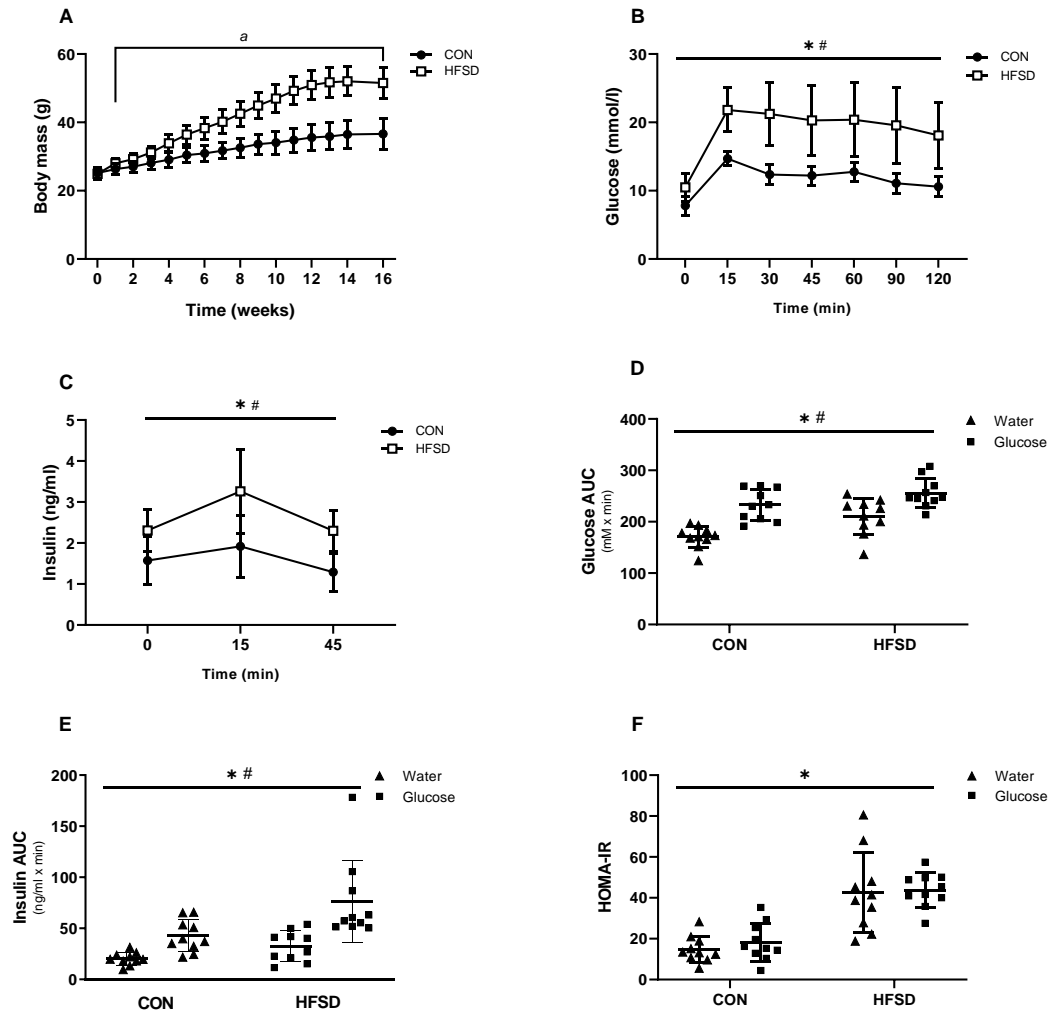 A
a
CON
HFSD
60
40
20
0
Body mass (g)
0 2 4 6 8 10 12 14 16
Time (weeks)
B
* #
CON
HFSD
30
20
10
0
Glucose (mmol/l)
0 15 30 45 60 90 120
Time (min)
C
* #
CON
HFSD
5
4
3
2
1
0
Insulin (ng/ml)
0 15 45
Time (min)
D
* #
Water
Glucose
400
300
200
100
0
Glucose AUC
(mM x min)
CON HFSD
E
* #
Water
Glucose
200
150
100
50
0
Insulin AUC
(ng/ml x min)
CON HFSD
F
*
Water
Glucose
100
80
60
40
20
0
HOMA-IR
CON HFSD